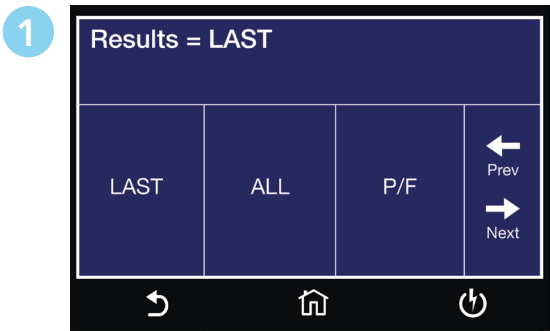 1
Results = LAST
LAST ALL P/F
Prev
Next